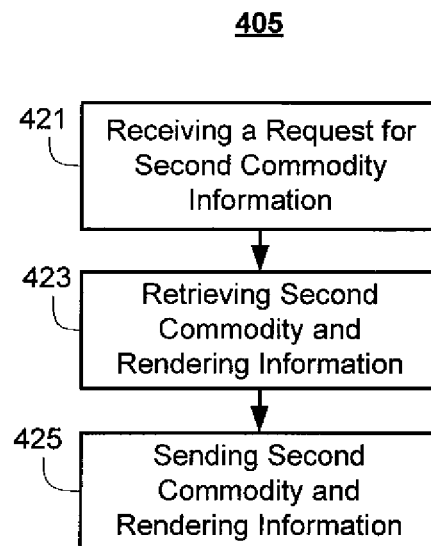 405
421
Receiving a Request for
Second Commodity
Information
423
Retrieving Second
Commodity and
Rendering Information
425
Sending Second
Commodity and
Rendering Information